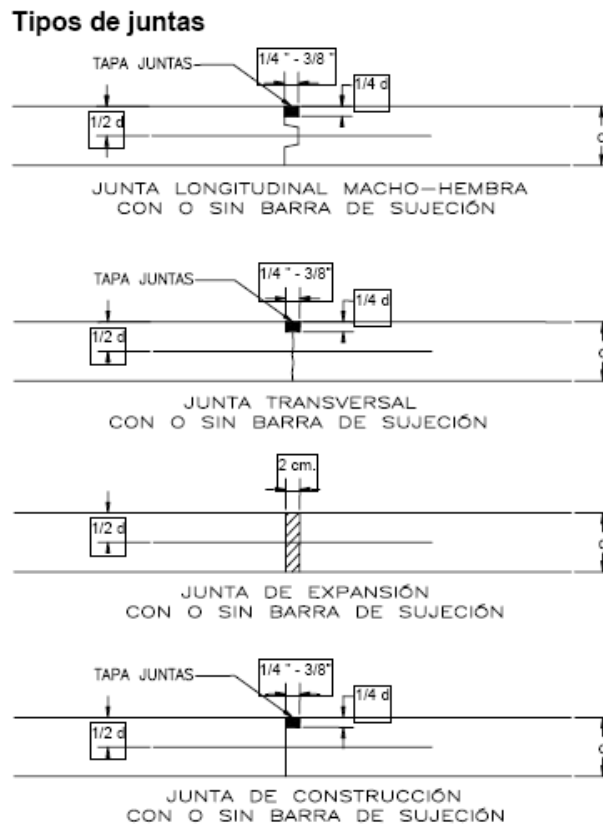 Tipos de juntas
1/4 " - 3/8 "
TAPA JUNTAS
1/4 d
1/2 d
d
JUNTA LONGITUDINAL MACHO-HEMBRA
CON O SIN BARRA DE SUJECIÓN
1/4 " - 3/8"
TAPA JUNTAS
1/4 d
1/2 d
d
JUNTA TRANSVERSAL
CON O SIN BARRA DE SUJECIÓN
2 cm.
1/2 d
d
JUNTA DE EXPANSIÓN
CON O SIN BARRA DE SUJECIÓN
1/4 " - 3/8"
TAPA JUNTAS
1/4 d
1/2 d
d
JUNTA DE CONSTRUCCIÓN
CON O SIN BARRA DE SUJECIÓN